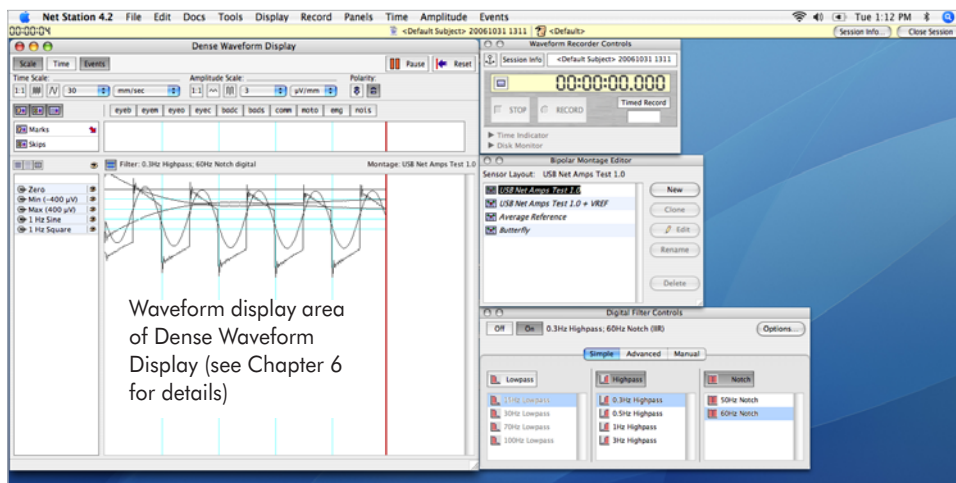 Net Station 4.2 File Edit Docs Tools Display Record Panels Time Amplitude Events Tue 1:12 PM
00:00:04 <Default Subject> 20061031 1311 <Default> Session Info... Close Session
Dense Waveform Display
Scale Time Events Pause Reset
Time Scale: Amplitude Scale: Polarity:
1:1 30 mm/sec 1:1 3 µV/mm
eyeb eyem eyeo eyec badc bads comm moto emg nois
Marks
Skips
Filter: 0.3Hz Highpass; 60Hz Notch digital Montage: USB Net Amps Test 1.0
Zero
Min (-400 µV)
Max (400 µV)
1 Hz Sine
1 Hz Square
Waveform display area
of Dense Waveform
Display (see Chapter 6
for details)
Waveform Recorder Controls
Session Info <Default Subject> 20061031 1311
00:00:00.000
STOP RECORD Timed Record
Time Indicator
Disk Monitor
Bipolar Montage Editor
Sensor Layout: USB Net Amps Test 1.0
USB Net Amps Test 1.0
USB Net Amps Test 1.0 + VREF
Average Reference
Butterfly
New
Clone
Edit
Rename
Delete
Digital Filter Controls
Off On 0.3Hz Highpass; 60Hz Notch (IIR) Options...
Simple Advanced Manual
Lowpass Highpass Notch
15Hz Lowpass 0.3Hz Highpass 50Hz Notch
30Hz Lowpass 0.5Hz Highpass 60Hz Notch
70Hz Lowpass 1Hz Highpass
100Hz Lowpass 3Hz Highpass